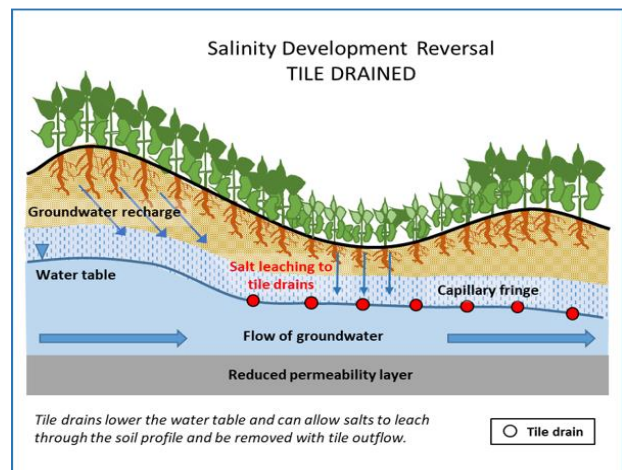 Salinity Development Reversal
TILE DRAINED
Groundwater recharge
Water table
Salt leaching to
tile drains
Capillary fringe
Flow of groundwater
Reduced permeability layer
Tile drains lower the water table and can allow salts to leach
through the soil profile and be removed with tile outflow.
Tile drain